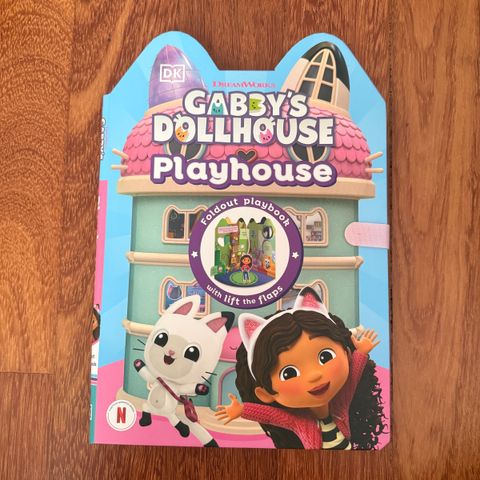 DK
DREAMWORKS
GABBY'S
DOLLHOUSE
Playhouse
Foldout playbook
with lift the flaps
N